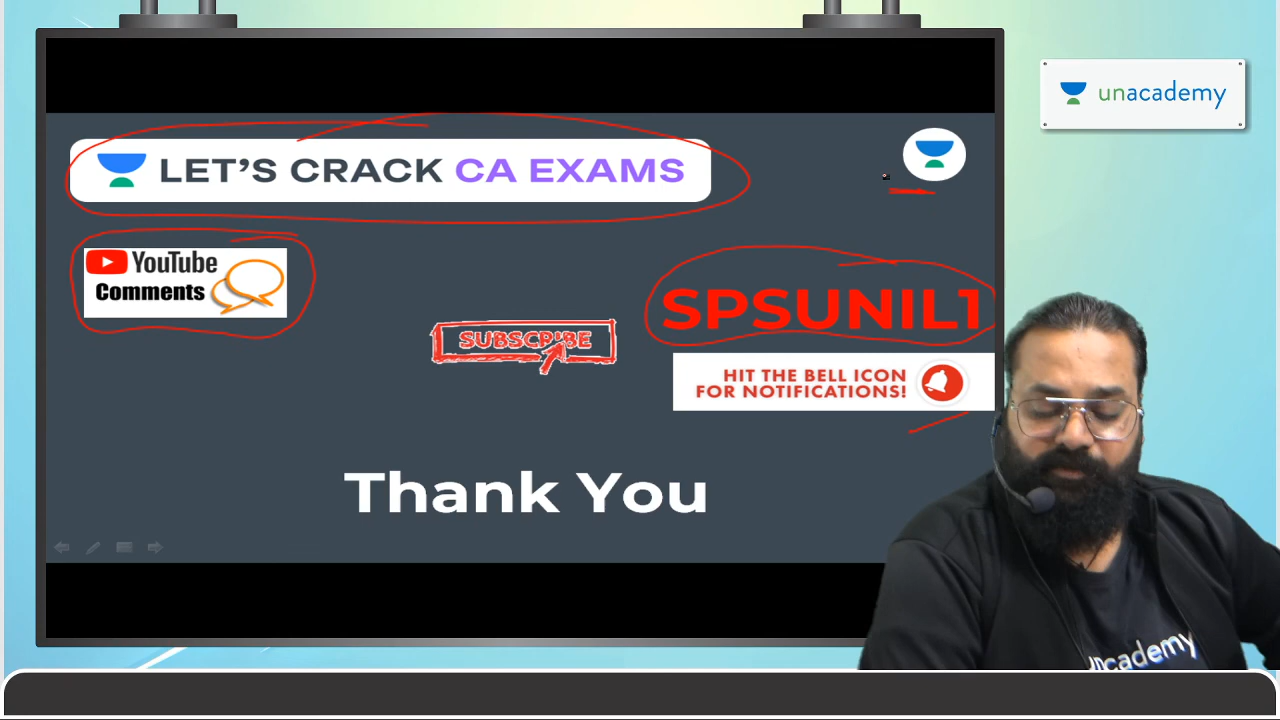 unacademy
LET'S CRACK CA EXAMS
YouTube
Comments
SPSUNIL1
SUBSCRIBE
HIT THE BELL ICON
FOR NOTIFICATIONS!
Thank You
unacademy